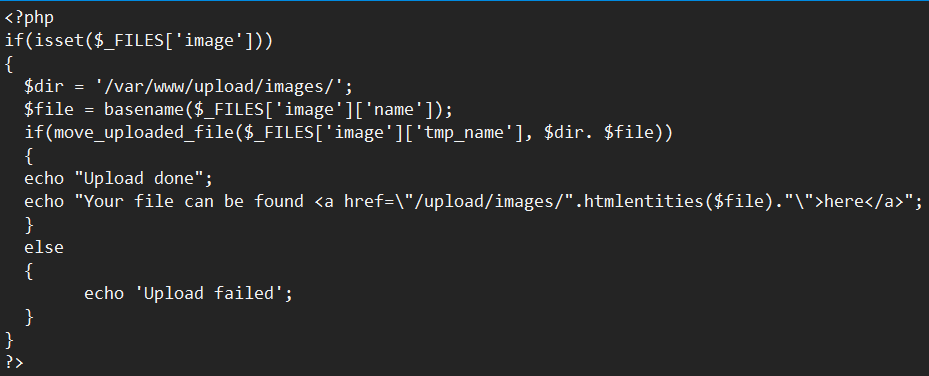 <?php
if(isset($_FILES['image']))
{
  $dir = '/var/www/upload/images/';
  $file = basename($_FILES['image']['name']);
  if(move_uploaded_file($_FILES['image']['tmp_name'], $dir. $file))
  {
  echo "Upload done";
  echo "Your file can be found <a href=\"/upload/images/".htmlentities($file)."\">here</a>";
  }
  else
  {
        echo 'Upload failed';
  }
}
?>